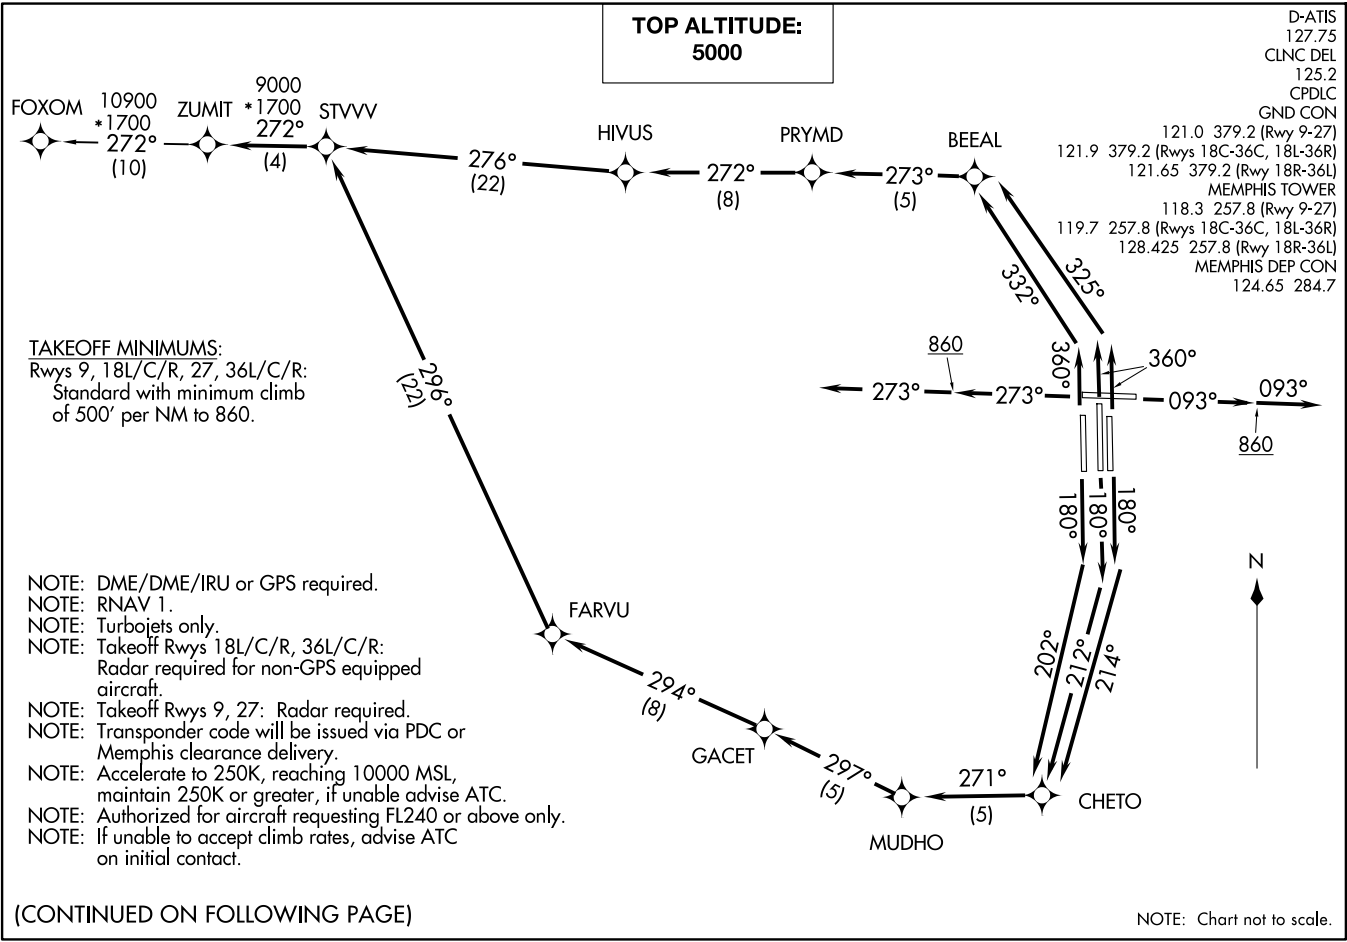 TOP ALTITUDE:
5000
D-ATIS
127.75
CLNC DEL
125.2
CPDLC
GND CON
121.0 379.2 (Rwy 9-27)
121.9 379.2 (Rwys 18C-36C, 18L-36R)
121.65 379.2 (Rwy 18R-36L)
MEMPHIS TOWER
118.3 257.8 (Rwy 9-27)
119.7 257.8 (Rwys 18C-36C, 18L-36R)
128.425 257.8 (Rwy 18R-36L)
MEMPHIS DEP CON
124.65 284.7
FOXOM
10900
*1700
272°
(10)
ZUMIT
9000
*1700
272°
(4)
STVVV
276°
(22)
HIVUS
272°
(8)
PRYMD
273°
(5)
BEEAL
332°
325°
360°
360°
860
273°
273°
093°
093°
860
TAKEOFF MINIMUMS:
Rwys 9, 18L/C/R, 27, 36L/C/R:
Standard with minimum climb
of 500' per NM to 860.
296°
(22)
180°
180°
180°
N
202°
212°
214°
FARVU
294°
(8)
GACET
297°
(5)
MUDHO
271°
(5)
CHETO
NOTE: DME/DME/IRU or GPS required.
NOTE: RNAV 1.
NOTE: Turbojets only.
NOTE: Takeoff Rwys 18L/C/R, 36L/C/R:
Radar required for non-GPS equipped
aircraft.
NOTE: Takeoff Rwys 9, 27: Radar required.
NOTE: Transponder code will be issued via PDC or
Memphis clearance delivery.
NOTE: Accelerate to 250K, reaching 10000 MSL,
maintain 250K or greater, if unable advise ATC.
NOTE: Authorized for aircraft requesting FL240 or above only.
NOTE: If unable to accept climb rates, advise ATC
on initial contact.
(CONTINUED ON FOLLOWING PAGE)
NOTE: Chart not to scale.